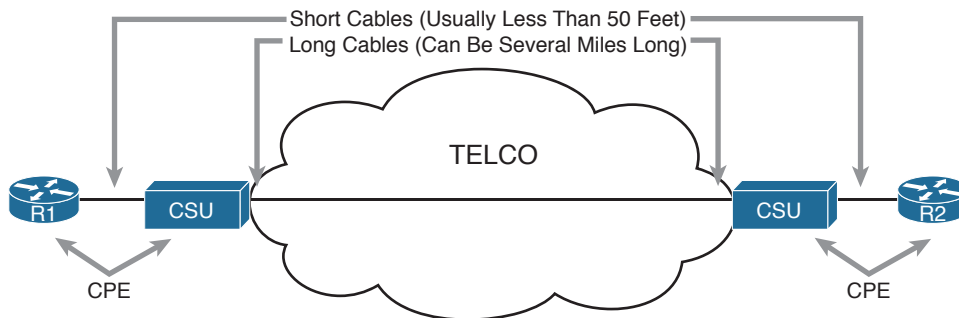 Short Cables (Usually Less Than 50 Feet)
Long Cables (Can Be Several Miles Long)
TELCO
R1
CSU
CSU
R2
CPE
CPE